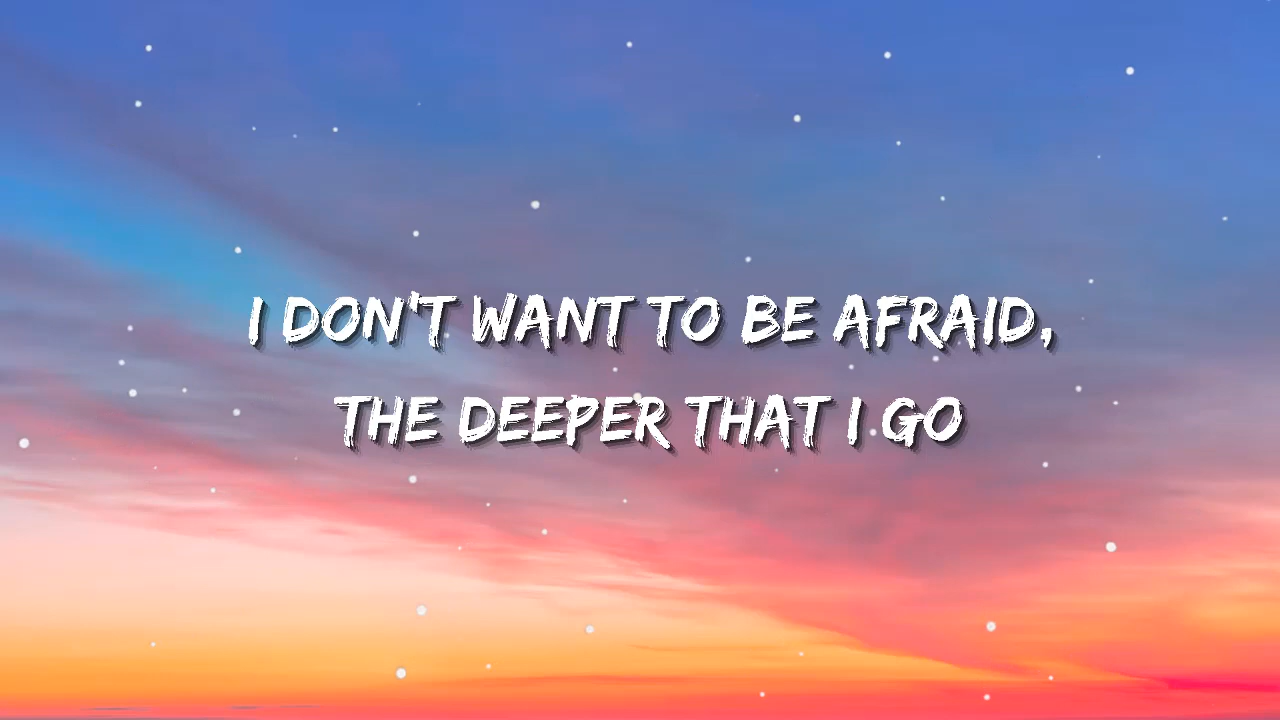 I DON'T WANT TO BE AFRAID,
THE DEEPER THAT I GO